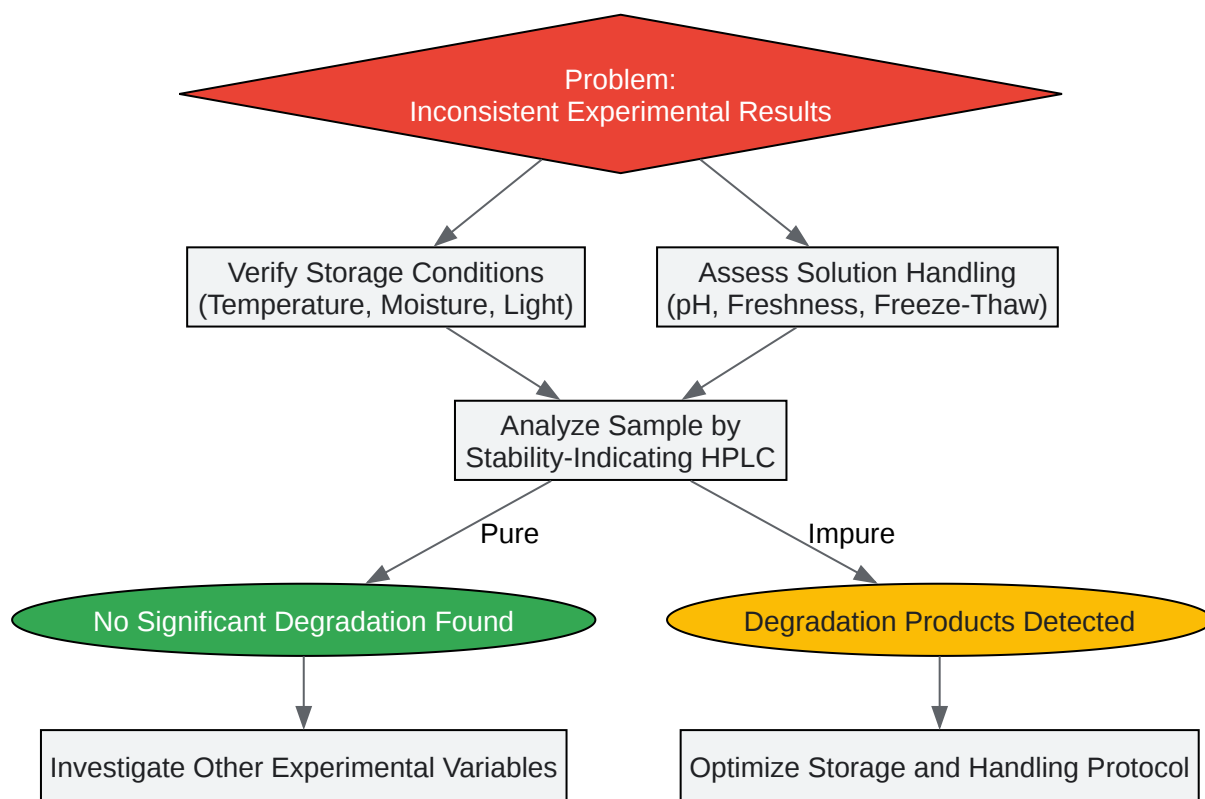 Problem:
Inconsistent Experimental Results
Verify Storage Conditions
(Temperature, Moisture, Light)
Assess Solution Handling
(pH, Freshness, Freeze-Thaw)
Analyze Sample by
Stability-Indicating HPLC
Pure
Impure
No Significant Degradation Found
Degradation Products Detected
Investigate Other Experimental Variables
Optimize Storage and Handling Protocol